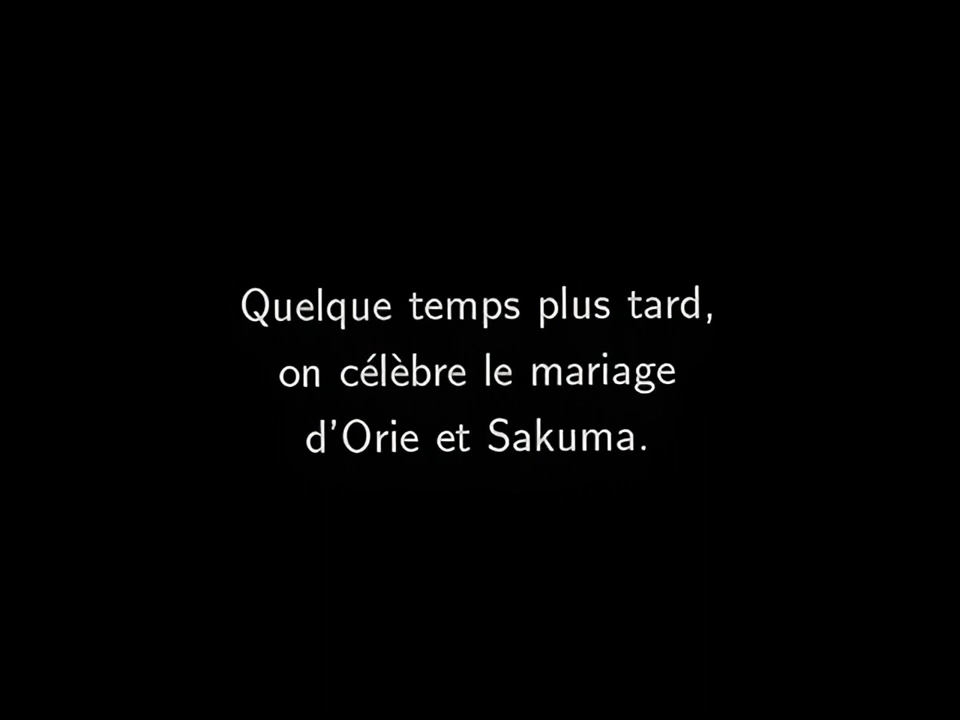 Quelque temps plus tard,
on célèbre le mariage
d'Orie et Sakuma.